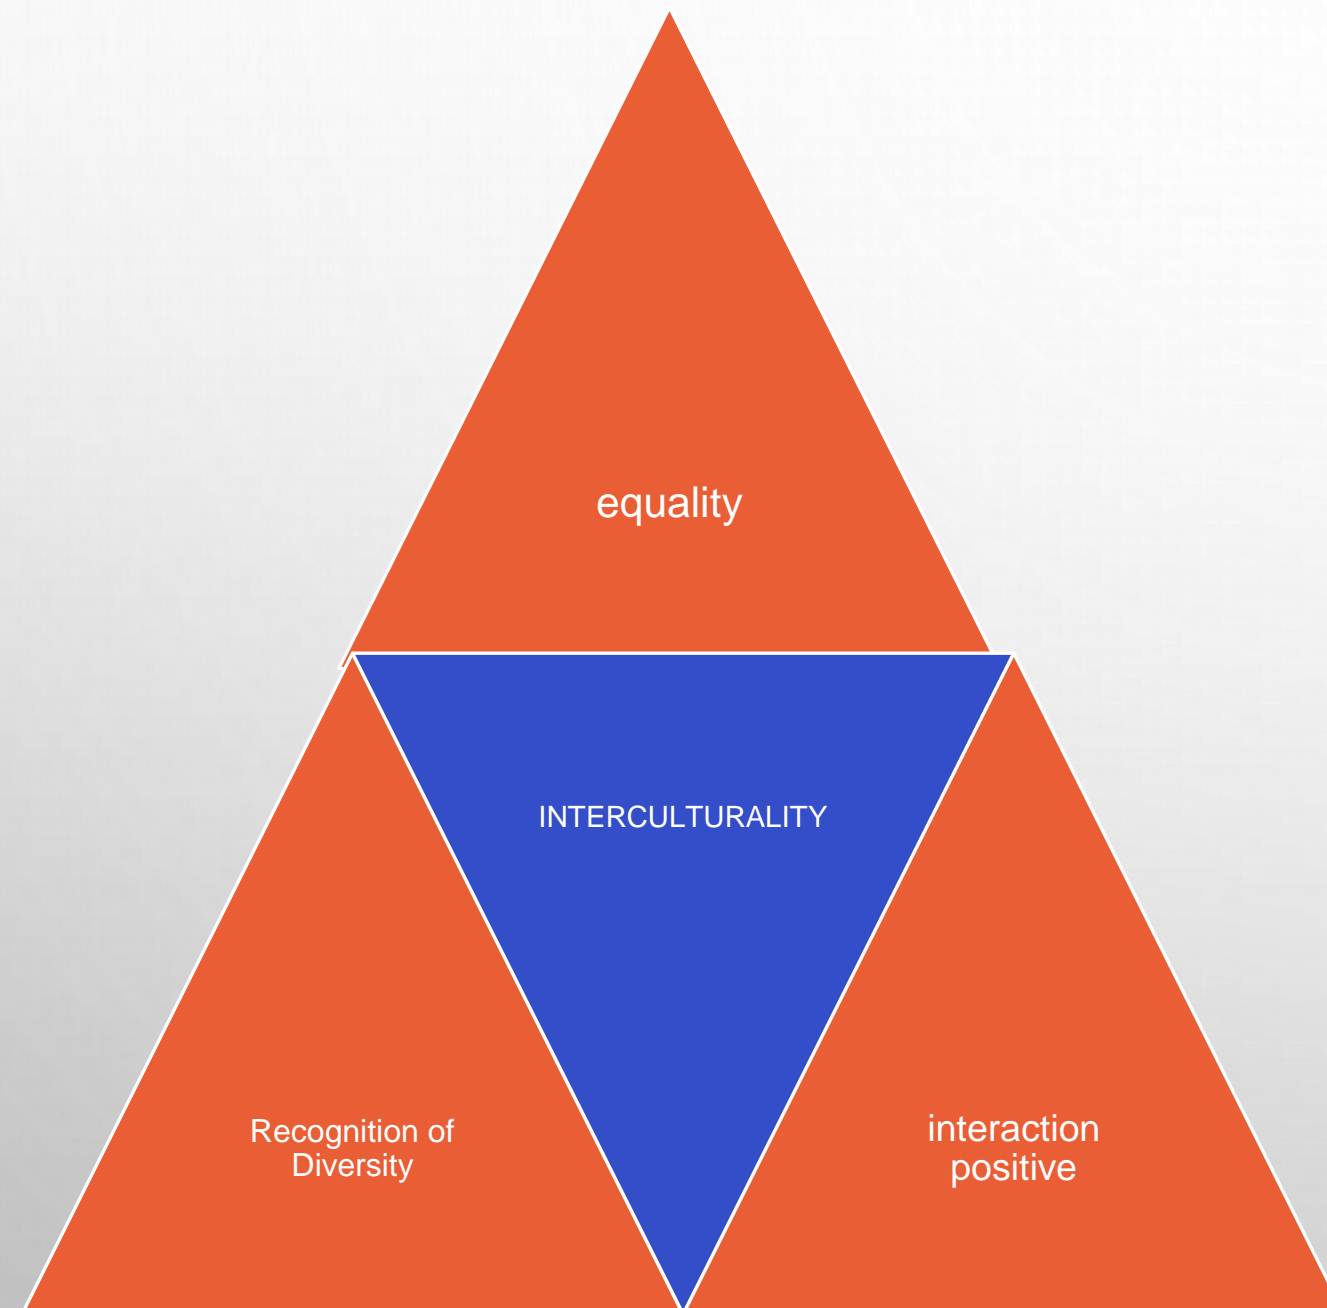 equality
INTERCULTURALITY
Recognition of
Diversity
interaction
positive